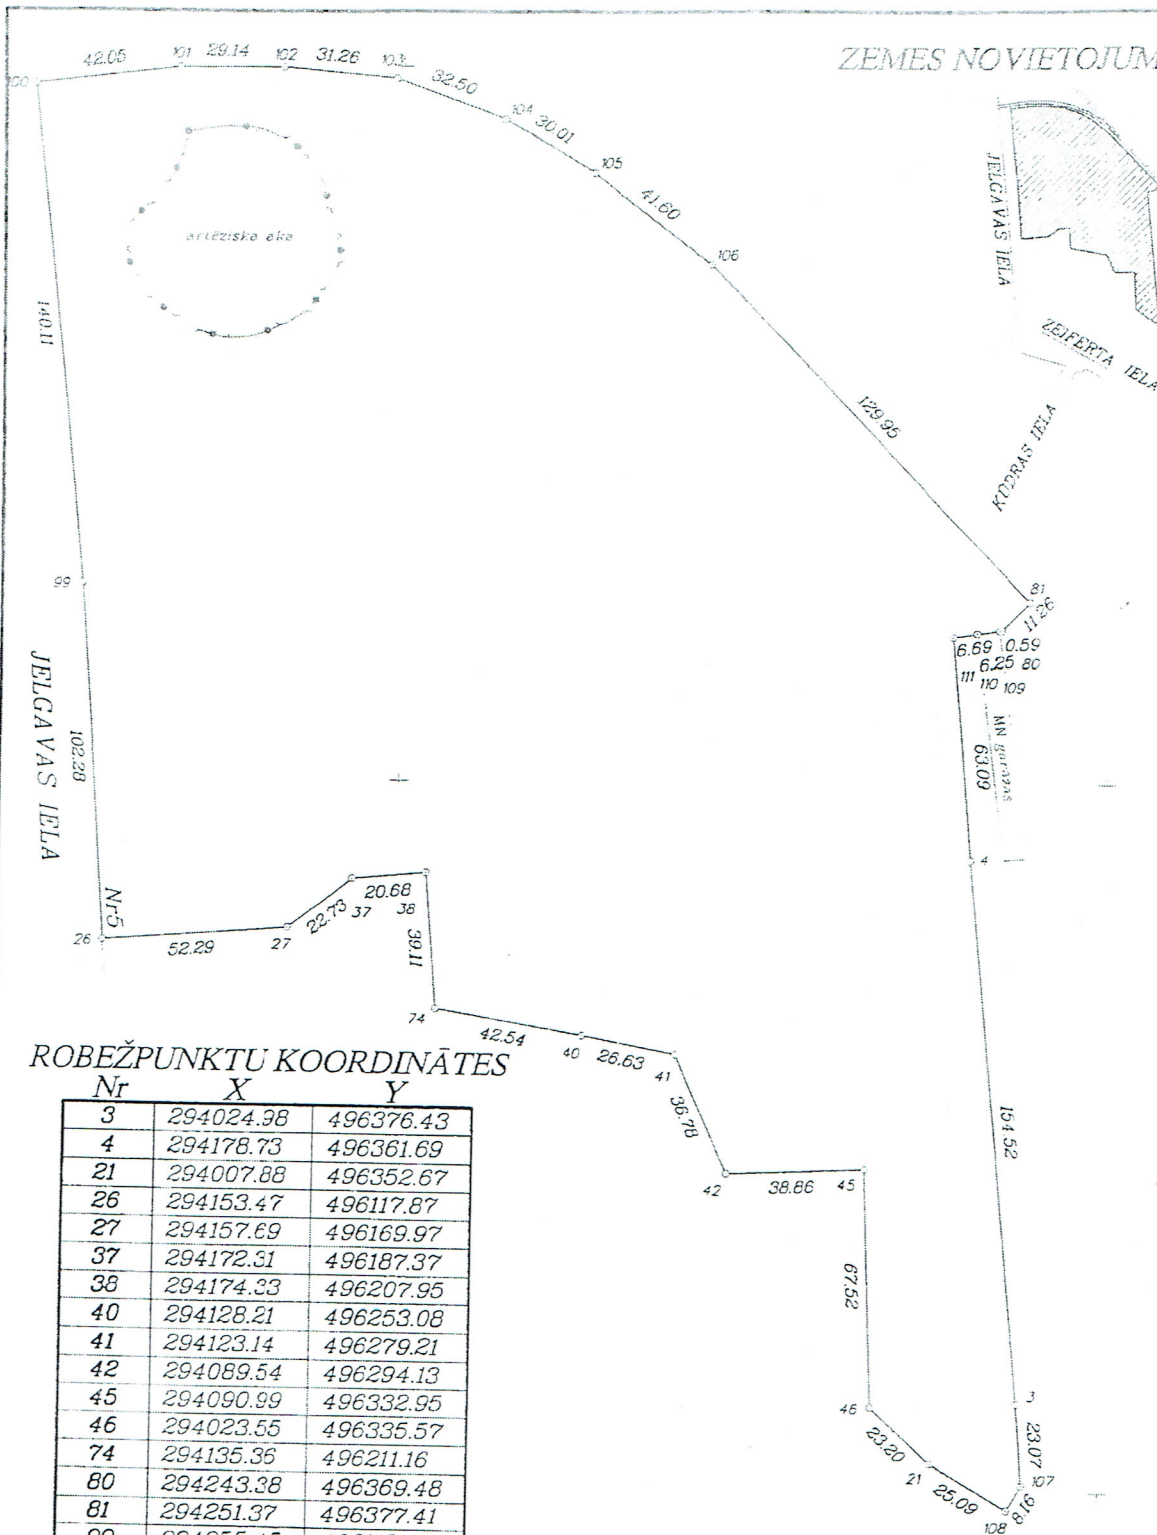 ZEMES NOVIETOJUM
42.05
101
29.14
102
31.26
103
32.50
104
30.01
105
41.60
106
129.95
81
11.26
artēziska aka
JELGAVAS IELA
ZEIFERTA IELA
KŪDRAS IELA
140.11
99
102.28
JELGAVAS IELA
Nr5
26
52.29
27
22.73
37
20.68
38
39.11
74
42.54
40
26.63
41
36.78
42
38.86
45
67.52
46
23.20
21
25.09
108
8.16
107
23.07
3
154.52
4
63.09
MN garāžas
6.69
0.59
6.25
80
111
110
109
ROBEŽPUNKTU KOORDINĀTES
Nr X Y
3 294024.98 496376.43
4 294178.73 496361.69
21 294007.88 496352.67
26 294153.47 496117.87
27 294157.69 496169.97
37 294172.31 496187.37
38 294174.33 496207.95
40 294128.21 496253.08
41 294123.14 496279.21
42 294089.54 496294.13
45 294090.99 496332.95
46 294023.55 496335.57
74 294135.36 496211.16
80 294243.38 496369.48
81 294251.37 496377.41